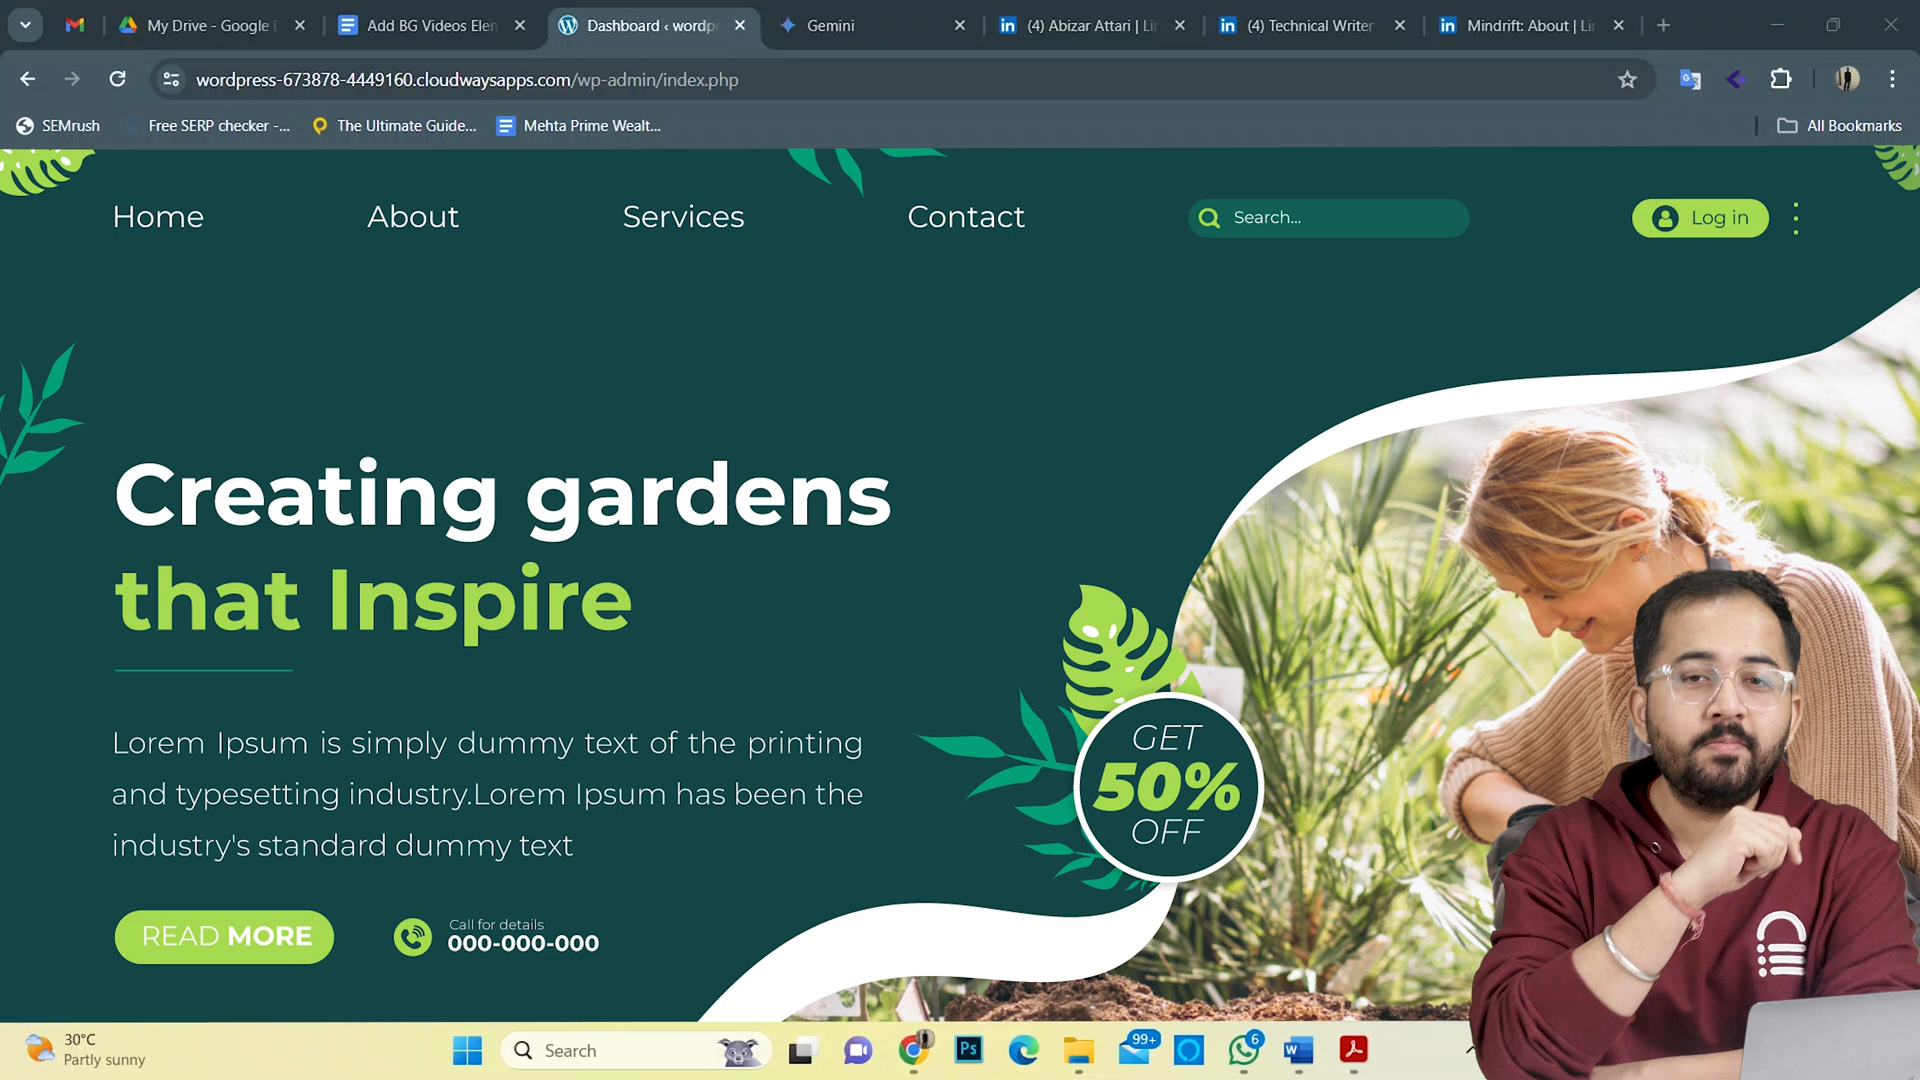 My Drive - Google
Add BG Videos Elen
Dashboard ‹ wordp
Gemini
(4) Abizar Attari | Li
(4) Technical Writer
Mindrift: About | Li
wordpress-673878-4449160.cloudwaysapps.com/wp-admin/index.php
SEMrush
Free SERP checker -...
The Ultimate Guide...
Mehta Prime Wealt...
All Bookmarks
Home
About
Services
Contact
Search...
Log in
Creating gardens
that Inspire
Lorem Ipsum is simply dummy text of the printing
and typesetting industry.Lorem Ipsum has been the
industry's standard dummy text
GET
50%
OFF
READ MORE
Call for details
000-000-000
30°C
Partly sunny
Search
Ps
99+
6
W